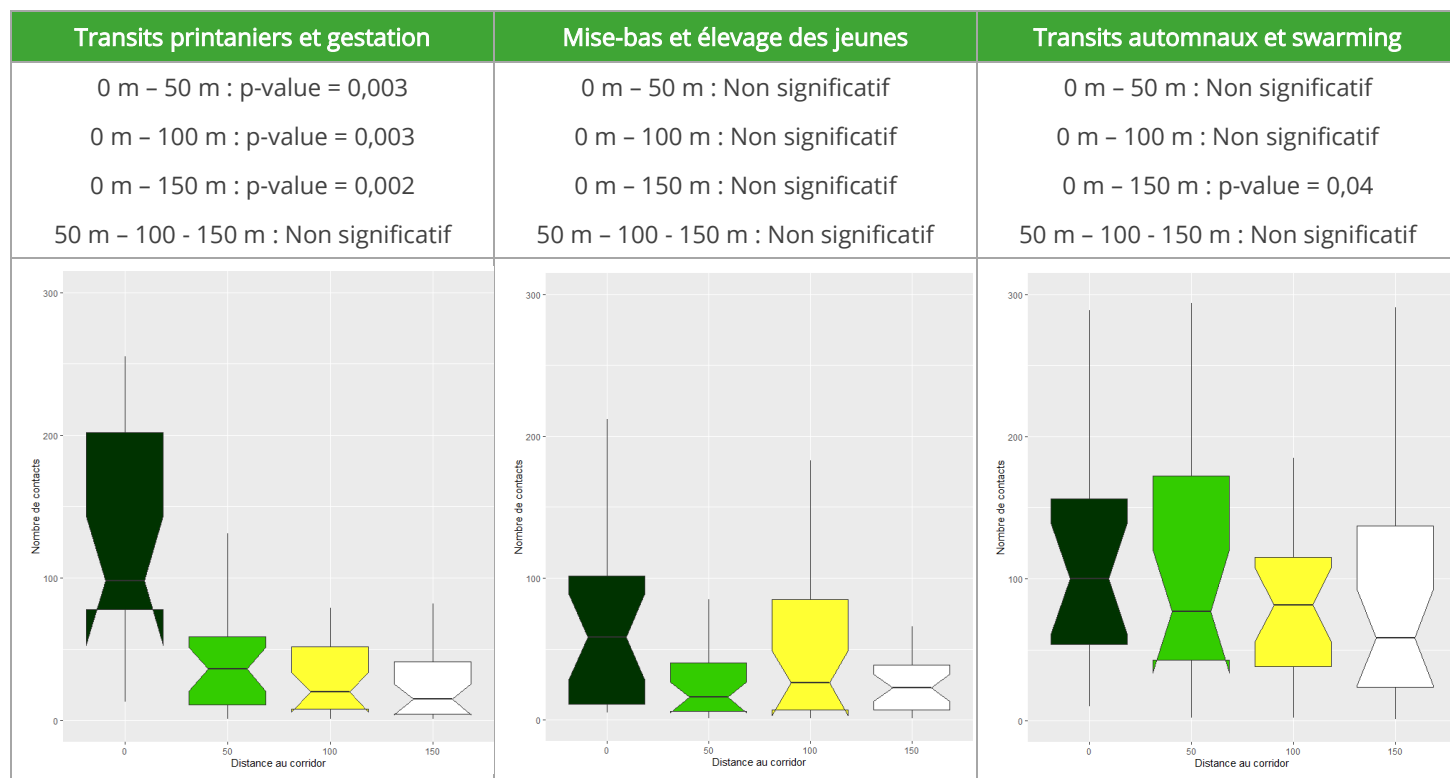 Transits printaniers et gestation
Mise-bas et élevage des jeunes
Transits automnaux et swarming
0 m – 50 m : p-value = 0,003
0 m – 100 m : p-value = 0,003
0 m – 150 m : p-value = 0,002
50 m – 100 - 150 m : Non significatif
0 m – 50 m : Non significatif
0 m – 100 m : Non significatif
0 m – 150 m : Non significatif
50 m – 100 - 150 m : Non significatif
0 m – 50 m : Non significatif
0 m – 100 m : Non significatif
0 m – 150 m : p-value = 0,04
50 m – 100 - 150 m : Non significatif
Nombre de contacts
300
200
100
0
0 50 100 150
Distance au corridor
Nombre de contacts
300
200
100
0
0 50 100 150
Distance au corridor
Nombre de contacts
300
200
100
0
0 50 100 150
Distance au corridor